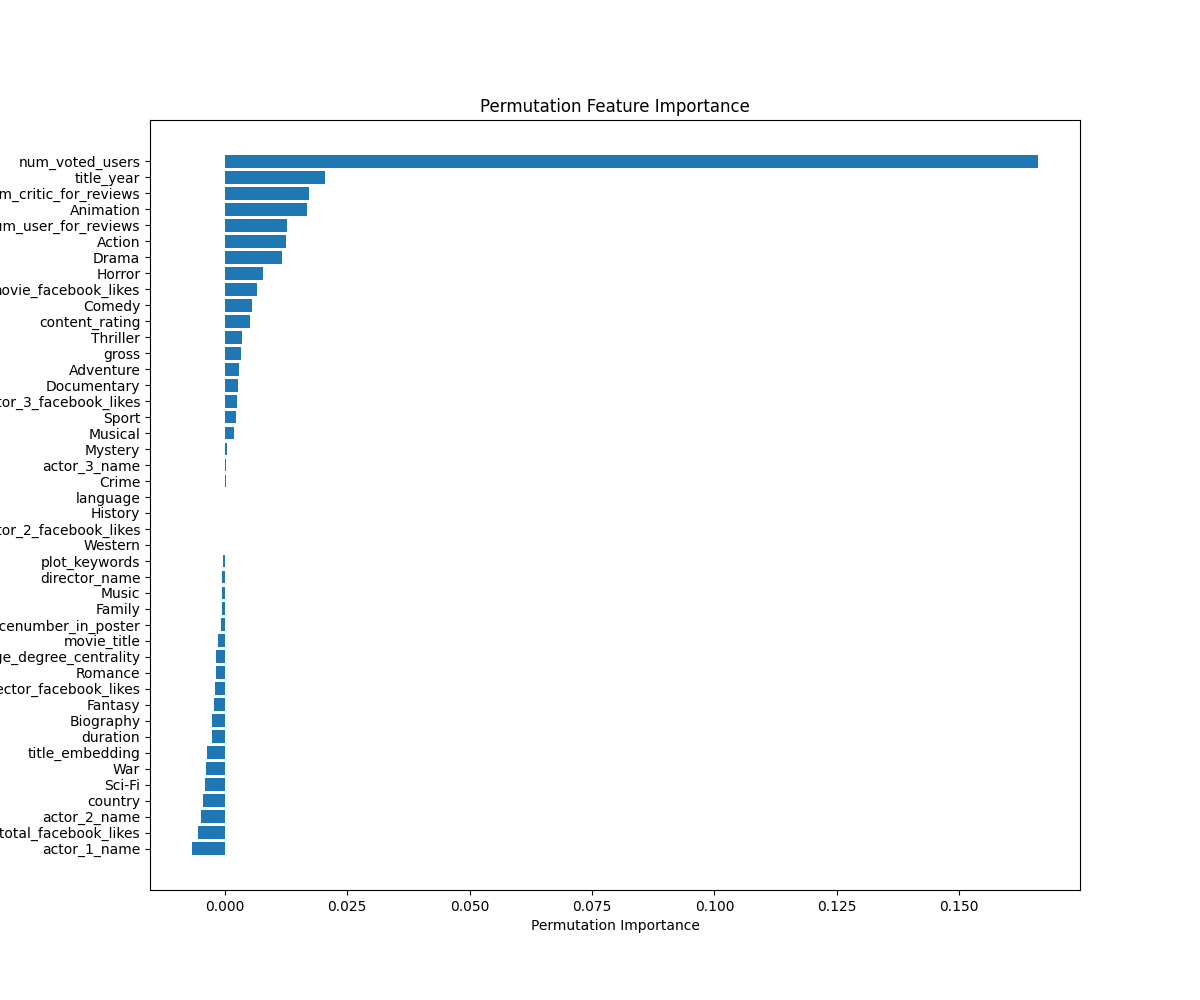 Permutation Feature Importance
num_voted_users
title_year
m_critic_for_reviews
Animation
um_user_for_reviews
Action
Drama
Horror
movie_facebook_likes
Comedy
content_rating
Thriller
gross
Adventure
Documentary
tor_3_facebook_likes
Sport
Musical
Mystery
actor_3_name
Crime
language
History
tor_2_facebook_likes
Western
plot_keywords
director_name
Music
Family
cenumber_in_poster
movie_title
ge_degree_centrality
Romance
ector_facebook_likes
Fantasy
Biography
duration
title_embedding
War
Sci-Fi
country
actor_2_name
total_facebook_likes
actor_1_name
0.000 0.025 0.050 0.075 0.100 0.125 0.150
Permutation Importance